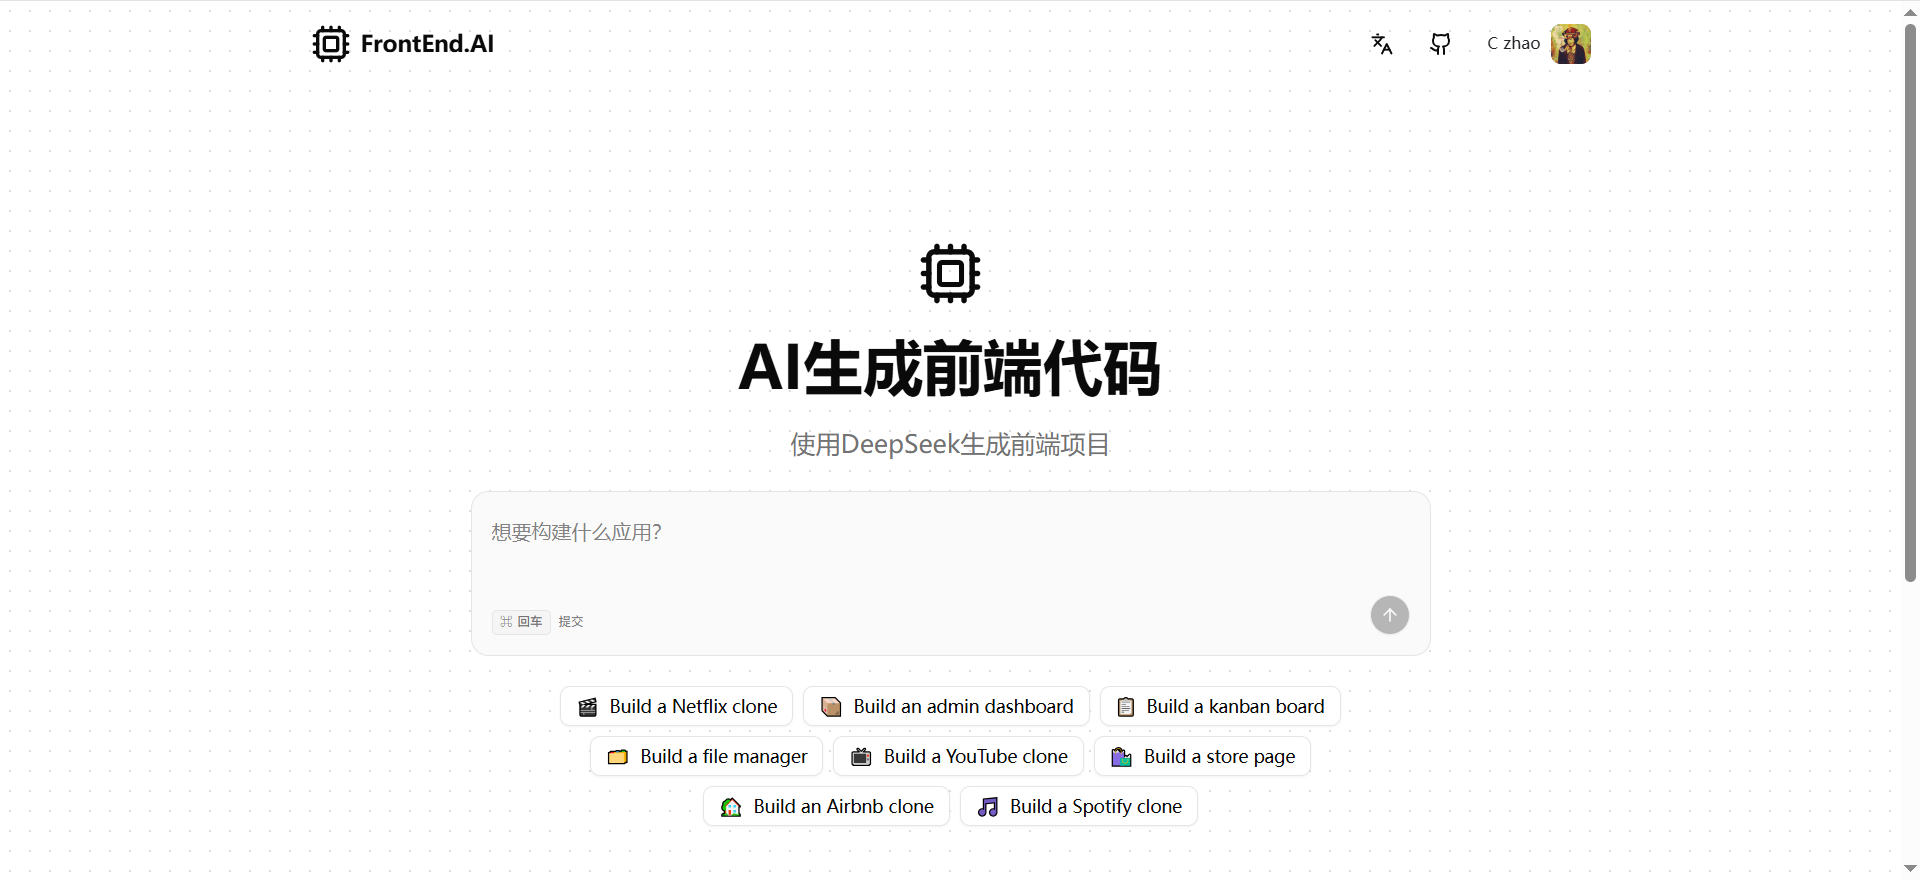 FrontEnd.AI
C zhao
AI生成前端代码
使用DeepSeek生成前端项目
想要构建什么应用?
⌘ 回车 提交
Build a Netflix clone
Build an admin dashboard
Build a kanban board
Build a file manager
Build a YouTube clone
Build a store page
Build an Airbnb clone
Build a Spotify clone